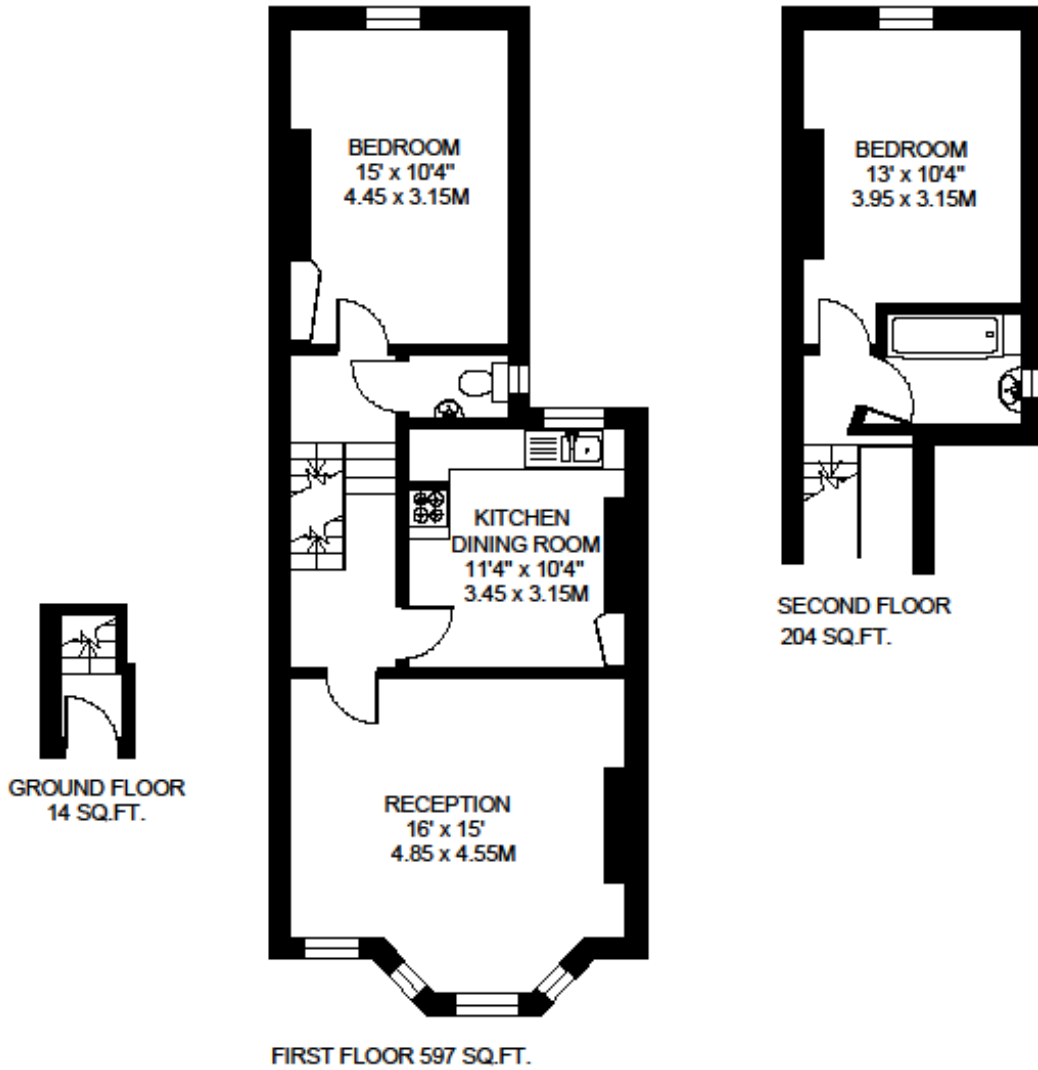 BEDROOM
15' x 10'4"
4.45 x 3.15M
BEDROOM
13' x 10'4"
3.95 x 3.15M
KITCHEN
DINING ROOM
11'4" x 10'4"
3.45 x 3.15M
SECOND FLOOR
204 SQ.FT.
GROUND FLOOR
14 SQ.FT.
RECEPTION
16' x 15'
4.85 x 4.55M
FIRST FLOOR 597 SQ.FT.